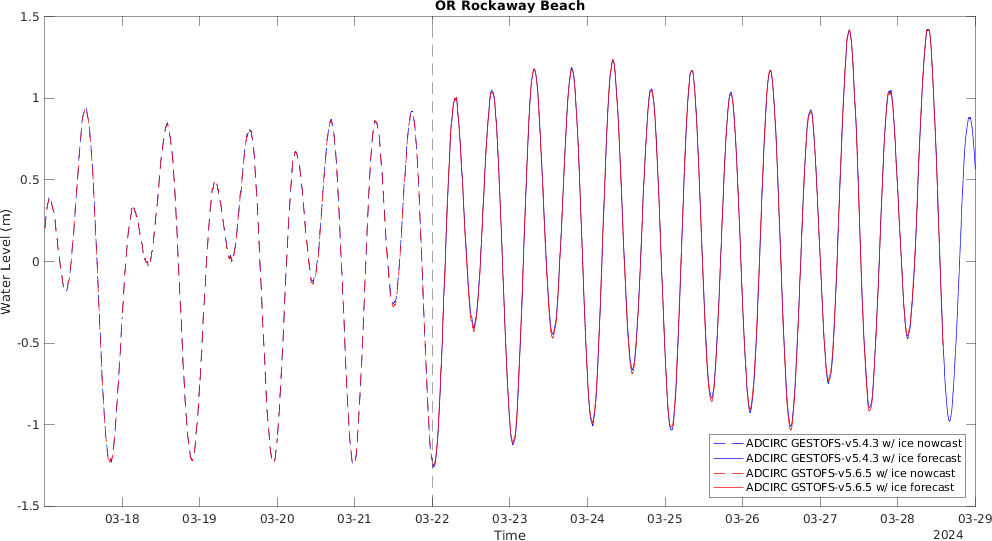 OR Rockaway Beach
1.5
1
0.5
0
-0.5
-1
-1.5
Water Level (m)
03-18 03-19 03-20 03-21 03-22 03-23 03-24 03-25 03-26 03-27 03-28 03-29
Time
2024
ADCIRC GESTOFS-v5.4.3 w/ ice nowcast
ADCIRC GESTOFS-v5.4.3 w/ ice forecast
ADCIRC GSTOFS-v5.6.5 w/ ice nowcast
ADCIRC GSTOFS-v5.6.5 w/ ice forecast